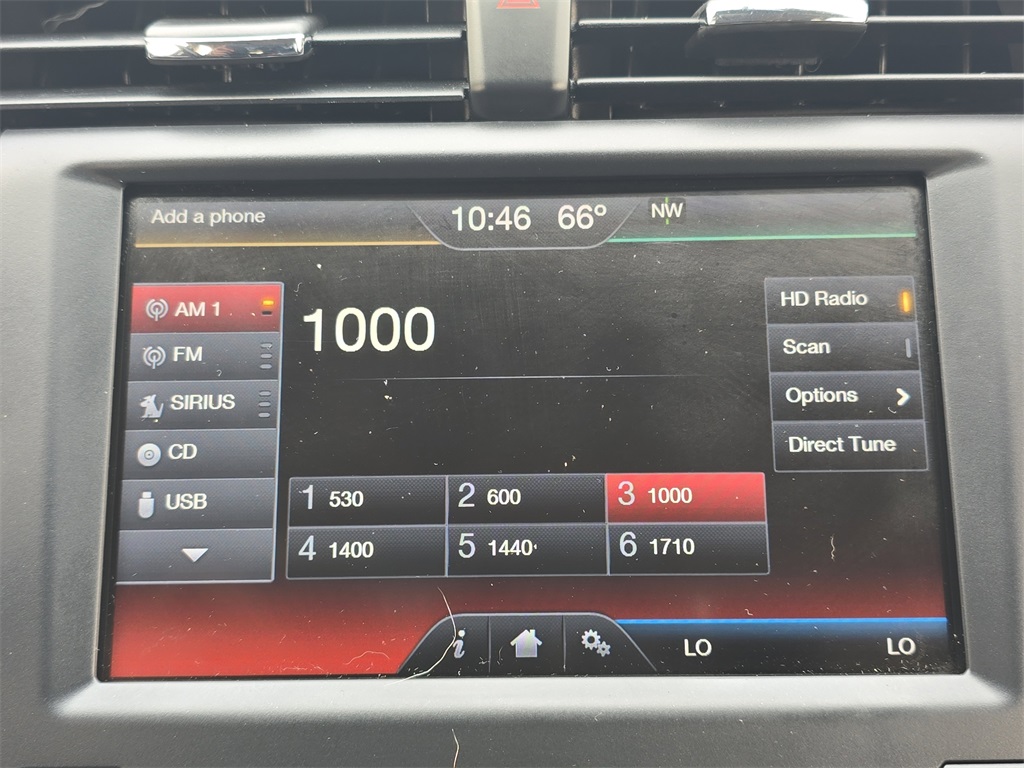 Add a phone
10:46 66° NW
AM 1
FM
SIRIUS
CD
USB
1000
HD Radio
Scan
Options
Direct Tune
1 530 2 600 3 1000
4 1400 5 1440 6 1710
i
LO LO